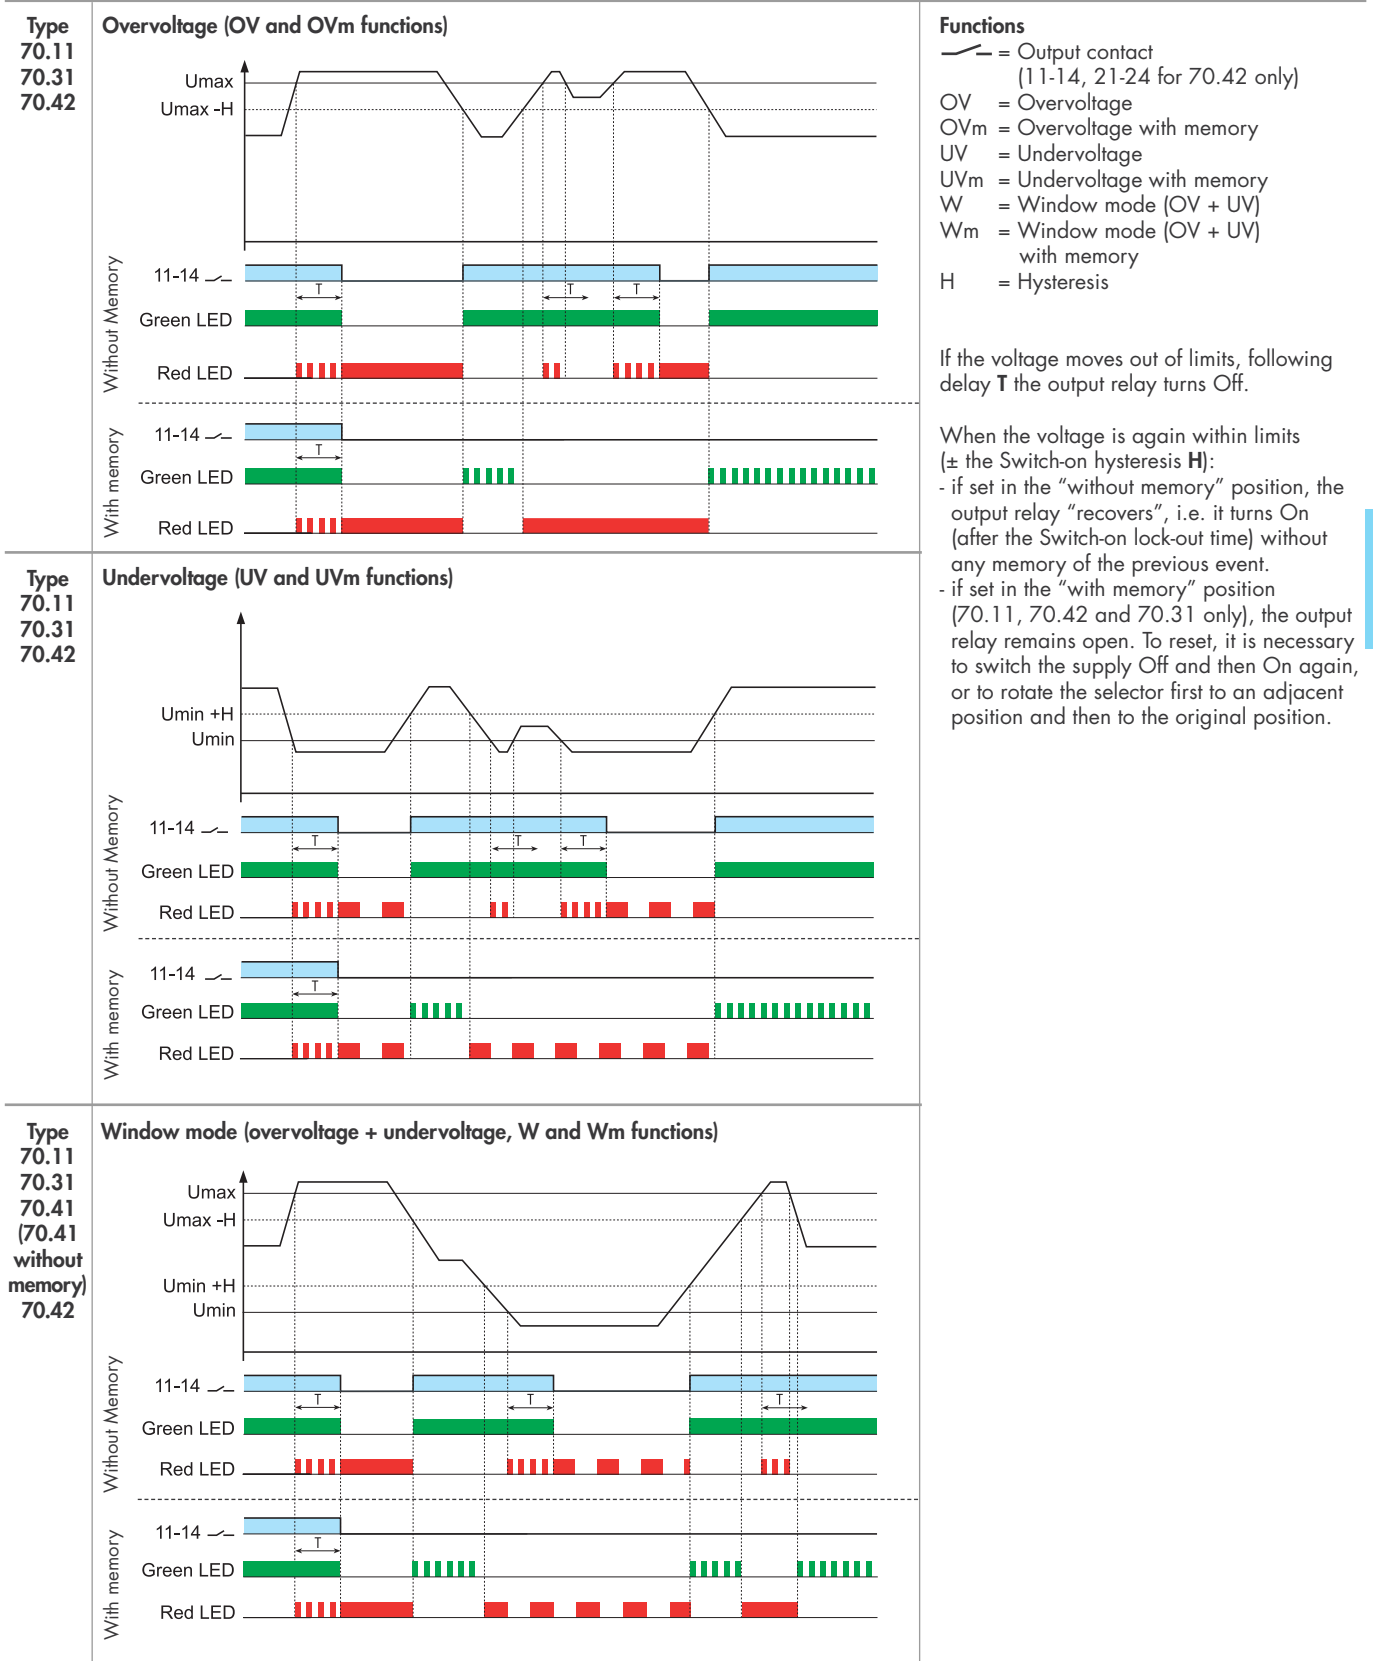 Type
70.11
70.31
70.42
Overvoltage (OV and OVm functions)
Umax
Umax -H
Without Memory
11-14
T
T
T
Green LED
Red LED
With memory
11-14
T
Green LED
Red LED
Type
70.11
70.31
70.42
Undervoltage (UV and UVm functions)
Umin +H
Umin
Without Memory
11-14
T
T
T
Green LED
Red LED
With memory
11-14
T
Green LED
Red LED
Type
70.11
70.31
70.41
(70.41
without
memory)
70.42
Window mode (overvoltage + undervoltage, W and Wm functions)
Umax
Umax -H
Umin +H
Umin
Without Memory
11-14
T
T
T
Green LED
Red LED
With memory
11-14
T
Green LED
Red LED
Functions
= Output contact
(11-14, 21-24 for 70.42 only)
OV = Overvoltage
OVm = Overvoltage with memory
UV = Undervoltage
UVm = Undervoltage with memory
W = Window mode (OV + UV)
Wm = Window mode (OV + UV)
with memory
H = Hysteresis
If the voltage moves out of limits, following
delay T the output relay turns Off.
When the voltage is again within limits
(± the Switch-on hysteresis H):
- if set in the “without memory” position, the
output relay “recovers”, i.e. it turns On
(after the Switch-on lock-out time) without
any memory of the previous event.
- if set in the “with memory” position
(70.11, 70.42 and 70.31 only), the output
relay remains open. To reset, it is necessary
to switch the supply Off and then On again,
or to rotate the selector first to an adjacent
position and then to the original position.